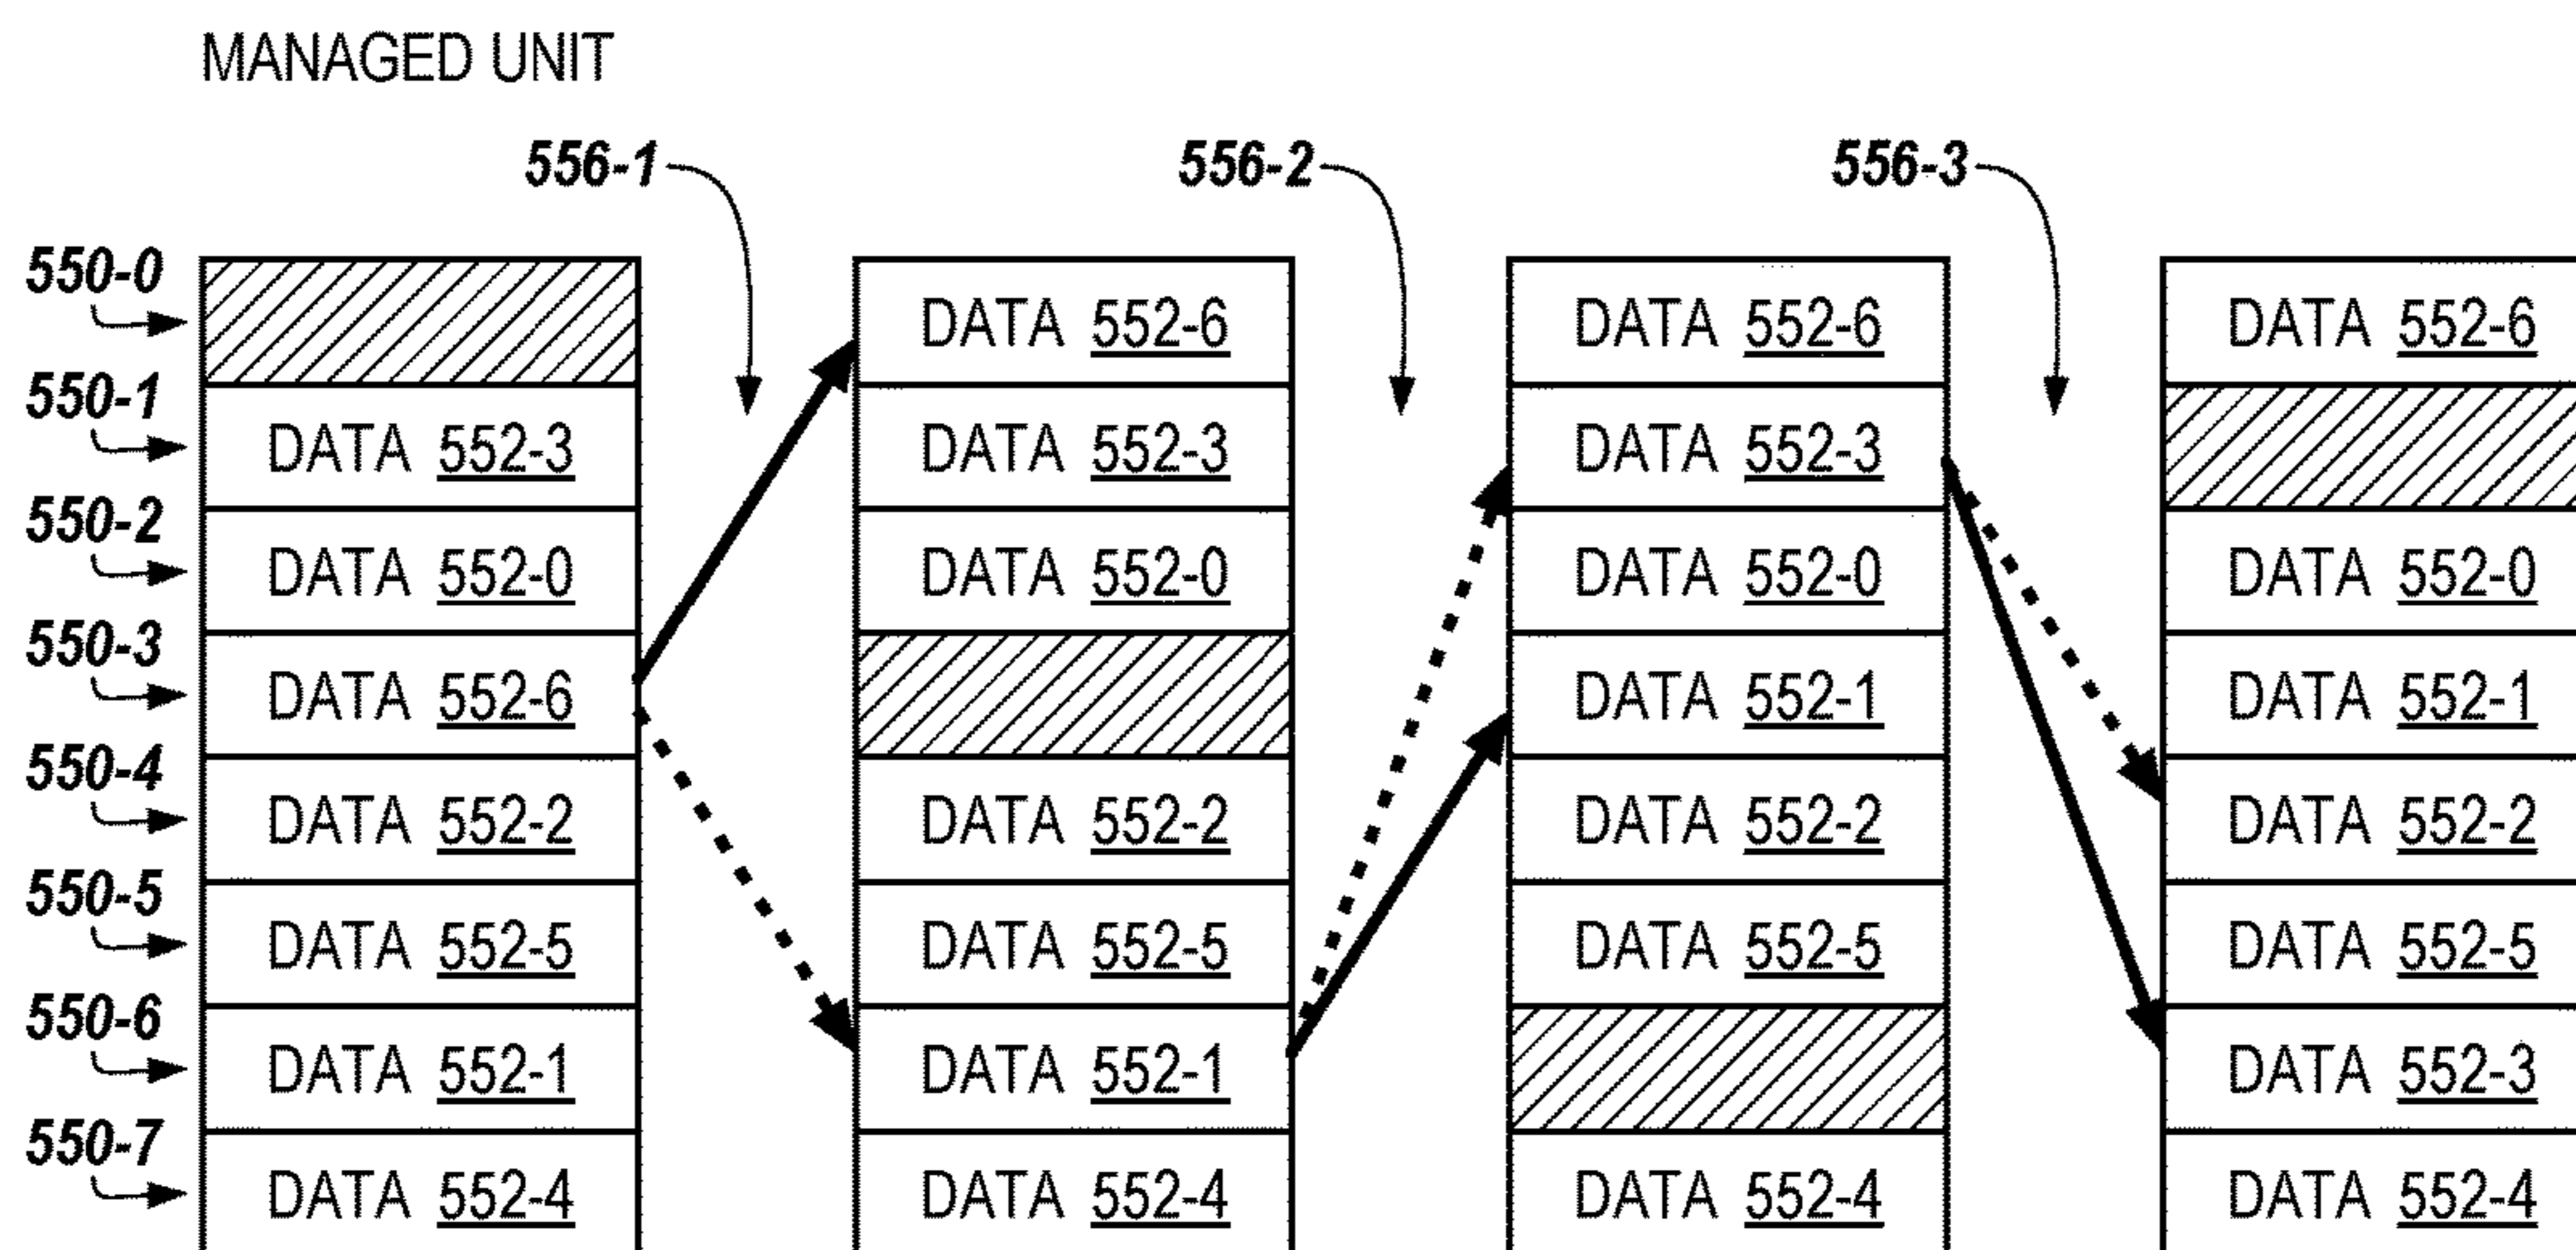 MANAGED UNIT
556-1 556-2 556-3
550-0 DATA 552-6 DATA 552-6 DATA 552-6
550-1 DATA 552-3 DATA 552-3 DATA 552-3
550-2 DATA 552-0 DATA 552-0 DATA 552-0 DATA 552-0
550-3 DATA 552-6 DATA 552-1 DATA 552-1
550-4 DATA 552-2 DATA 552-2 DATA 552-2 DATA 552-2
550-5 DATA 552-5 DATA 552-5 DATA 552-5 DATA 552-5
550-6 DATA 552-1 DATA 552-1 DATA 552-3
550-7 DATA 552-4 DATA 552-4 DATA 552-4 DATA 552-4